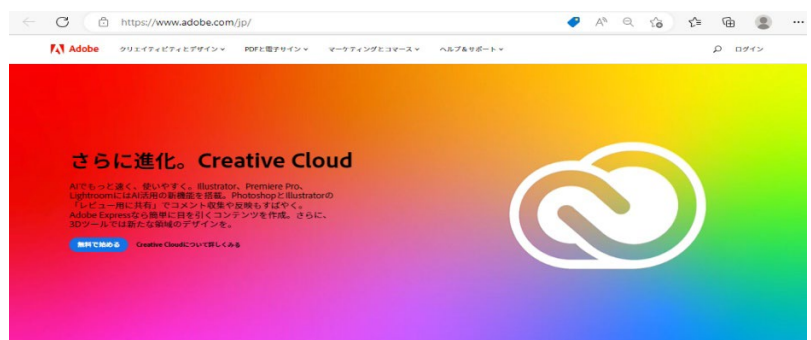 https://www.adobe.com/jp/
Adobe クリエイティビティとデザイン PDFと電子サイン マーケティングとコマース ヘルプ&サポート ログイン
さらに進化。Creative Cloud
AIでもっと速く、使いやすく。Illustrator、Premiere Pro、
LightroomにはAI活用の新機能を搭載。PhotoshopとIllustratorの
「レビュー用に共有」でコメント収集や反映もすばやく。
Adobe Expressなら簡単に目を引くコンテンツを作成。さらに、
3Dツールでは新たな領域のデザインを。
無料で始める Creative Cloudについて詳しくみる